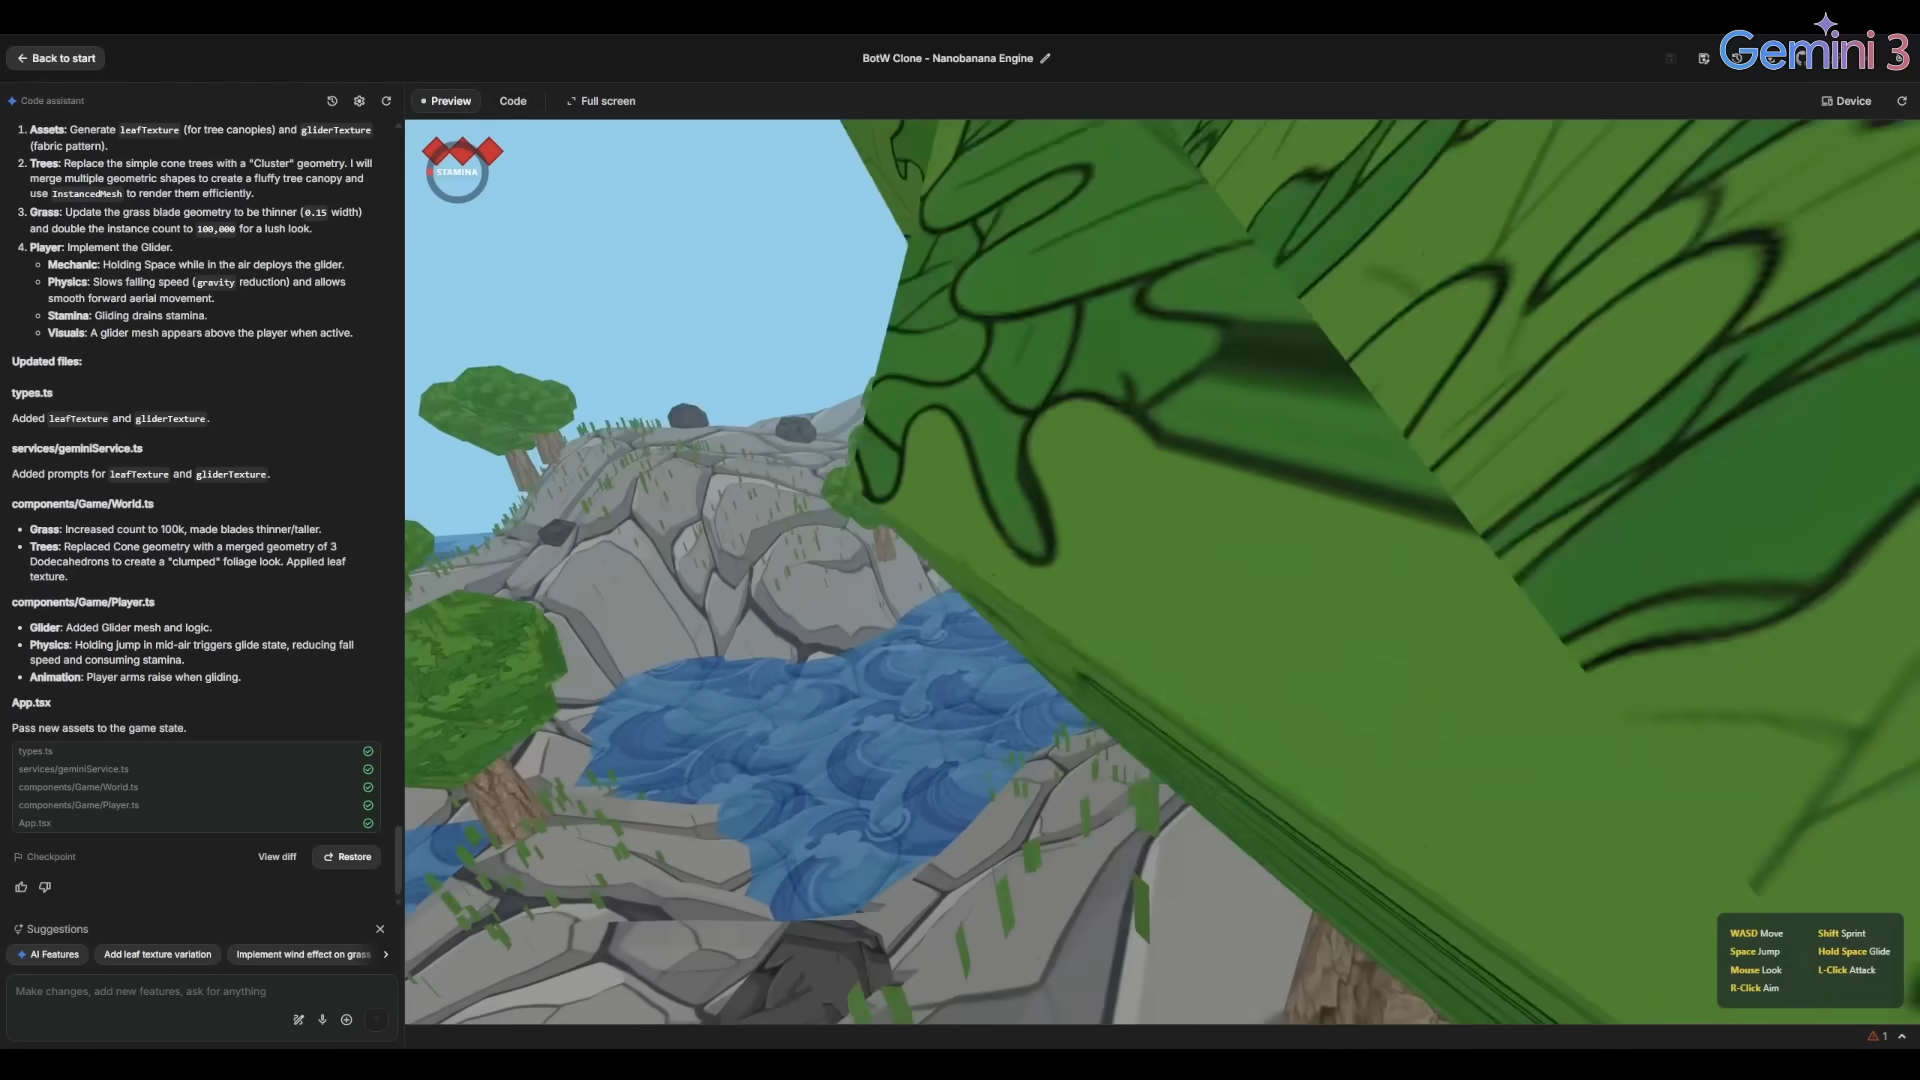 Gemini 3
Back to start
BotW Clone - Nanobanana Engine
Code assistant
Preview
Code
Full screen
Device
1. Assets: Generate leafTexture (for tree canopies) and gliderTexture
(fabric pattern).
2. Trees: Replace the simple cone trees with a "Cluster" geometry. I will
merge multiple geometric shapes to create a fluffy tree canopy and
use InstancedMesh to render them efficiently.
3. Grass: Update the grass blade geometry to be thinner (0.15 width)
and double the instance count to 100,000 for a lush look.
4. Player: Implement the Glider.
Mechanic: Holding Space while in the air deploys the glider.
Physics: Slows falling speed (gravity reduction) and allows
smooth forward aerial movement.
Stamina: Gliding drains stamina.
Visuals: A glider mesh appears above the player when active.
Updated files:
types.ts
Added leafTexture and gliderTexture.
services/geminiService.ts
Added prompts for leafTexture and gliderTexture.
components/Game/World.ts
Grass: Increased count to 100k, made blades thinner/taller.
Trees: Replaced Cone geometry with a merged geometry of 3
Dodecahedrons to create a "clumped" foliage look. Applied leaf
texture.
components/Game/Player.ts
Glider: Added Glider mesh and logic.
Physics: Holding jump in mid-air triggers glide state, reducing fall
speed and consuming stamina.
Animation: Player arms raise when gliding.
App.tsx
Pass new assets to the game state.
types.ts
services/geminiService.ts
components/Game/World.ts
components/Game/Player.ts
App.tsx
Checkpoint
View diff
Restore
Suggestions
AI Features
Add leaf texture variation
Implement wind effect on grass
Make changes, add new features, ask for anything
STAMINA
WASD Move
Shift Sprint
Space Jump
Hold Space Glide
Mouse Look
L-Click Attack
R-Click Aim
1